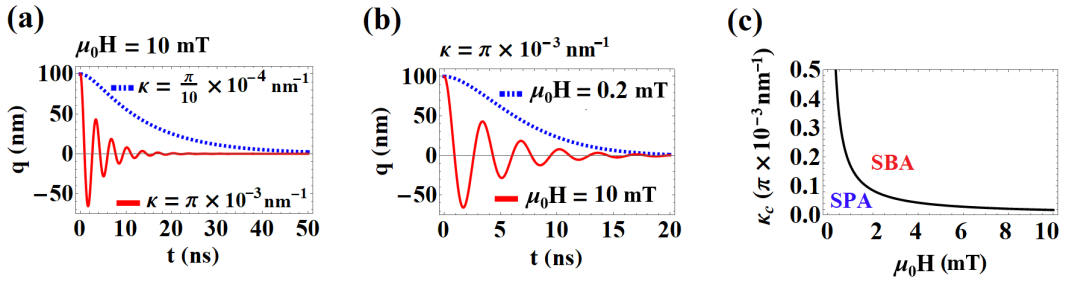 (a)
μ₀H = 10 mT
q (nm)
100
50
0
−50
κ = π/10 × 10⁻⁴ nm⁻¹
κ = π × 10⁻³ nm⁻¹
0 10 20 30 40 50
t (ns)
(b)
κ = π × 10⁻³ nm⁻¹
q (nm)
100
50
0
−50
μ₀H = 0.2 mT
μ₀H = 10 mT
0 5 10 15 20
t (ns)
(c)
κ_c (π × 10⁻³ nm⁻¹)
0.5
0.4
0.3
0.2
0.1
0.0
SBA
SPA
0 2 4 6 8 10
μ₀H (mT)